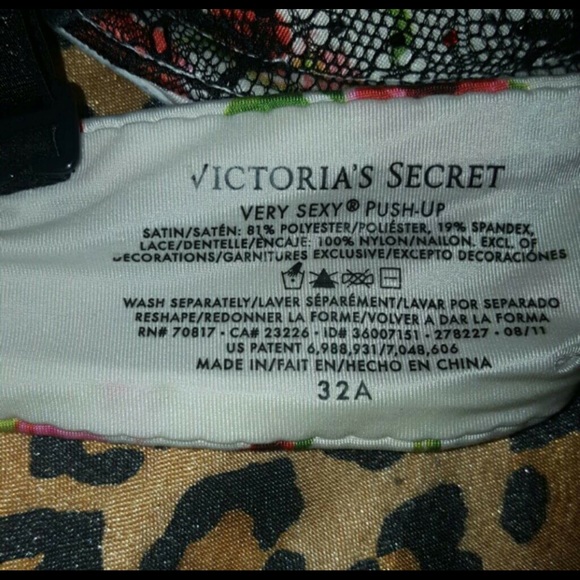 VICTORIA'S SECRET
VERY SEXY® PUSH-UP
SATIN/SATÉN: 81% POLYESTER/POLIÉSTER, 19% SPANDEX,
LACE/DENTELLE/ENCAJE: 100% NYLON/NAILON. EXCL. OF
DECORATIONS/GARNITURES EXCLUSIVE/EXCEPTO DECORACIÓNES
WASH SEPARATELY/LAVER SÉPARÉMENT/LAVAR POR SEPARADO
RESHAPE/REDONNER LA FORME/VOLVER A DAR LA FORMA
RN# 70817 · CA# 23226 · ID# 36007151 · 278227 · 08/11
US PATENT 6,988,931/7,048,606
MADE IN/FAIT EN/HECHO EN CHINA
32A